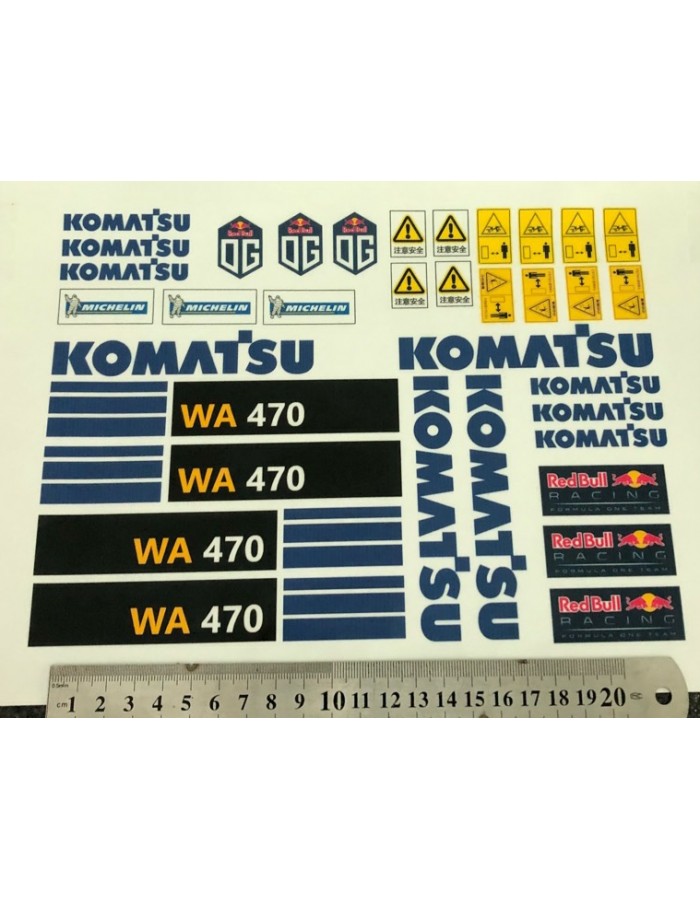 KOMATSU
KOMATSU
KOMATSU
Red Bull
OG
Red Bull
OG
Red Bull
OG
注意安全
注意安全
注意安全
注意安全
MICHELIN
MICHELIN
MICHELIN
KOMATSU
KOMATSU
WA 470
WA 470
WA 470
WA 470
KOMATSU
KOMATSU
KOMATSU
KOMATSU
KOMATSU
Red Bull
RACING
FORMULA ONE TEAM
Red Bull
RACING
FORMULA ONE TEAM
Red Bull
RACING
FORMULA ONE TEAM
0.5mm
cm 1 2 3 4 5 6 7 8 9 10 11 12 13 14 15 16 17 18 19 20